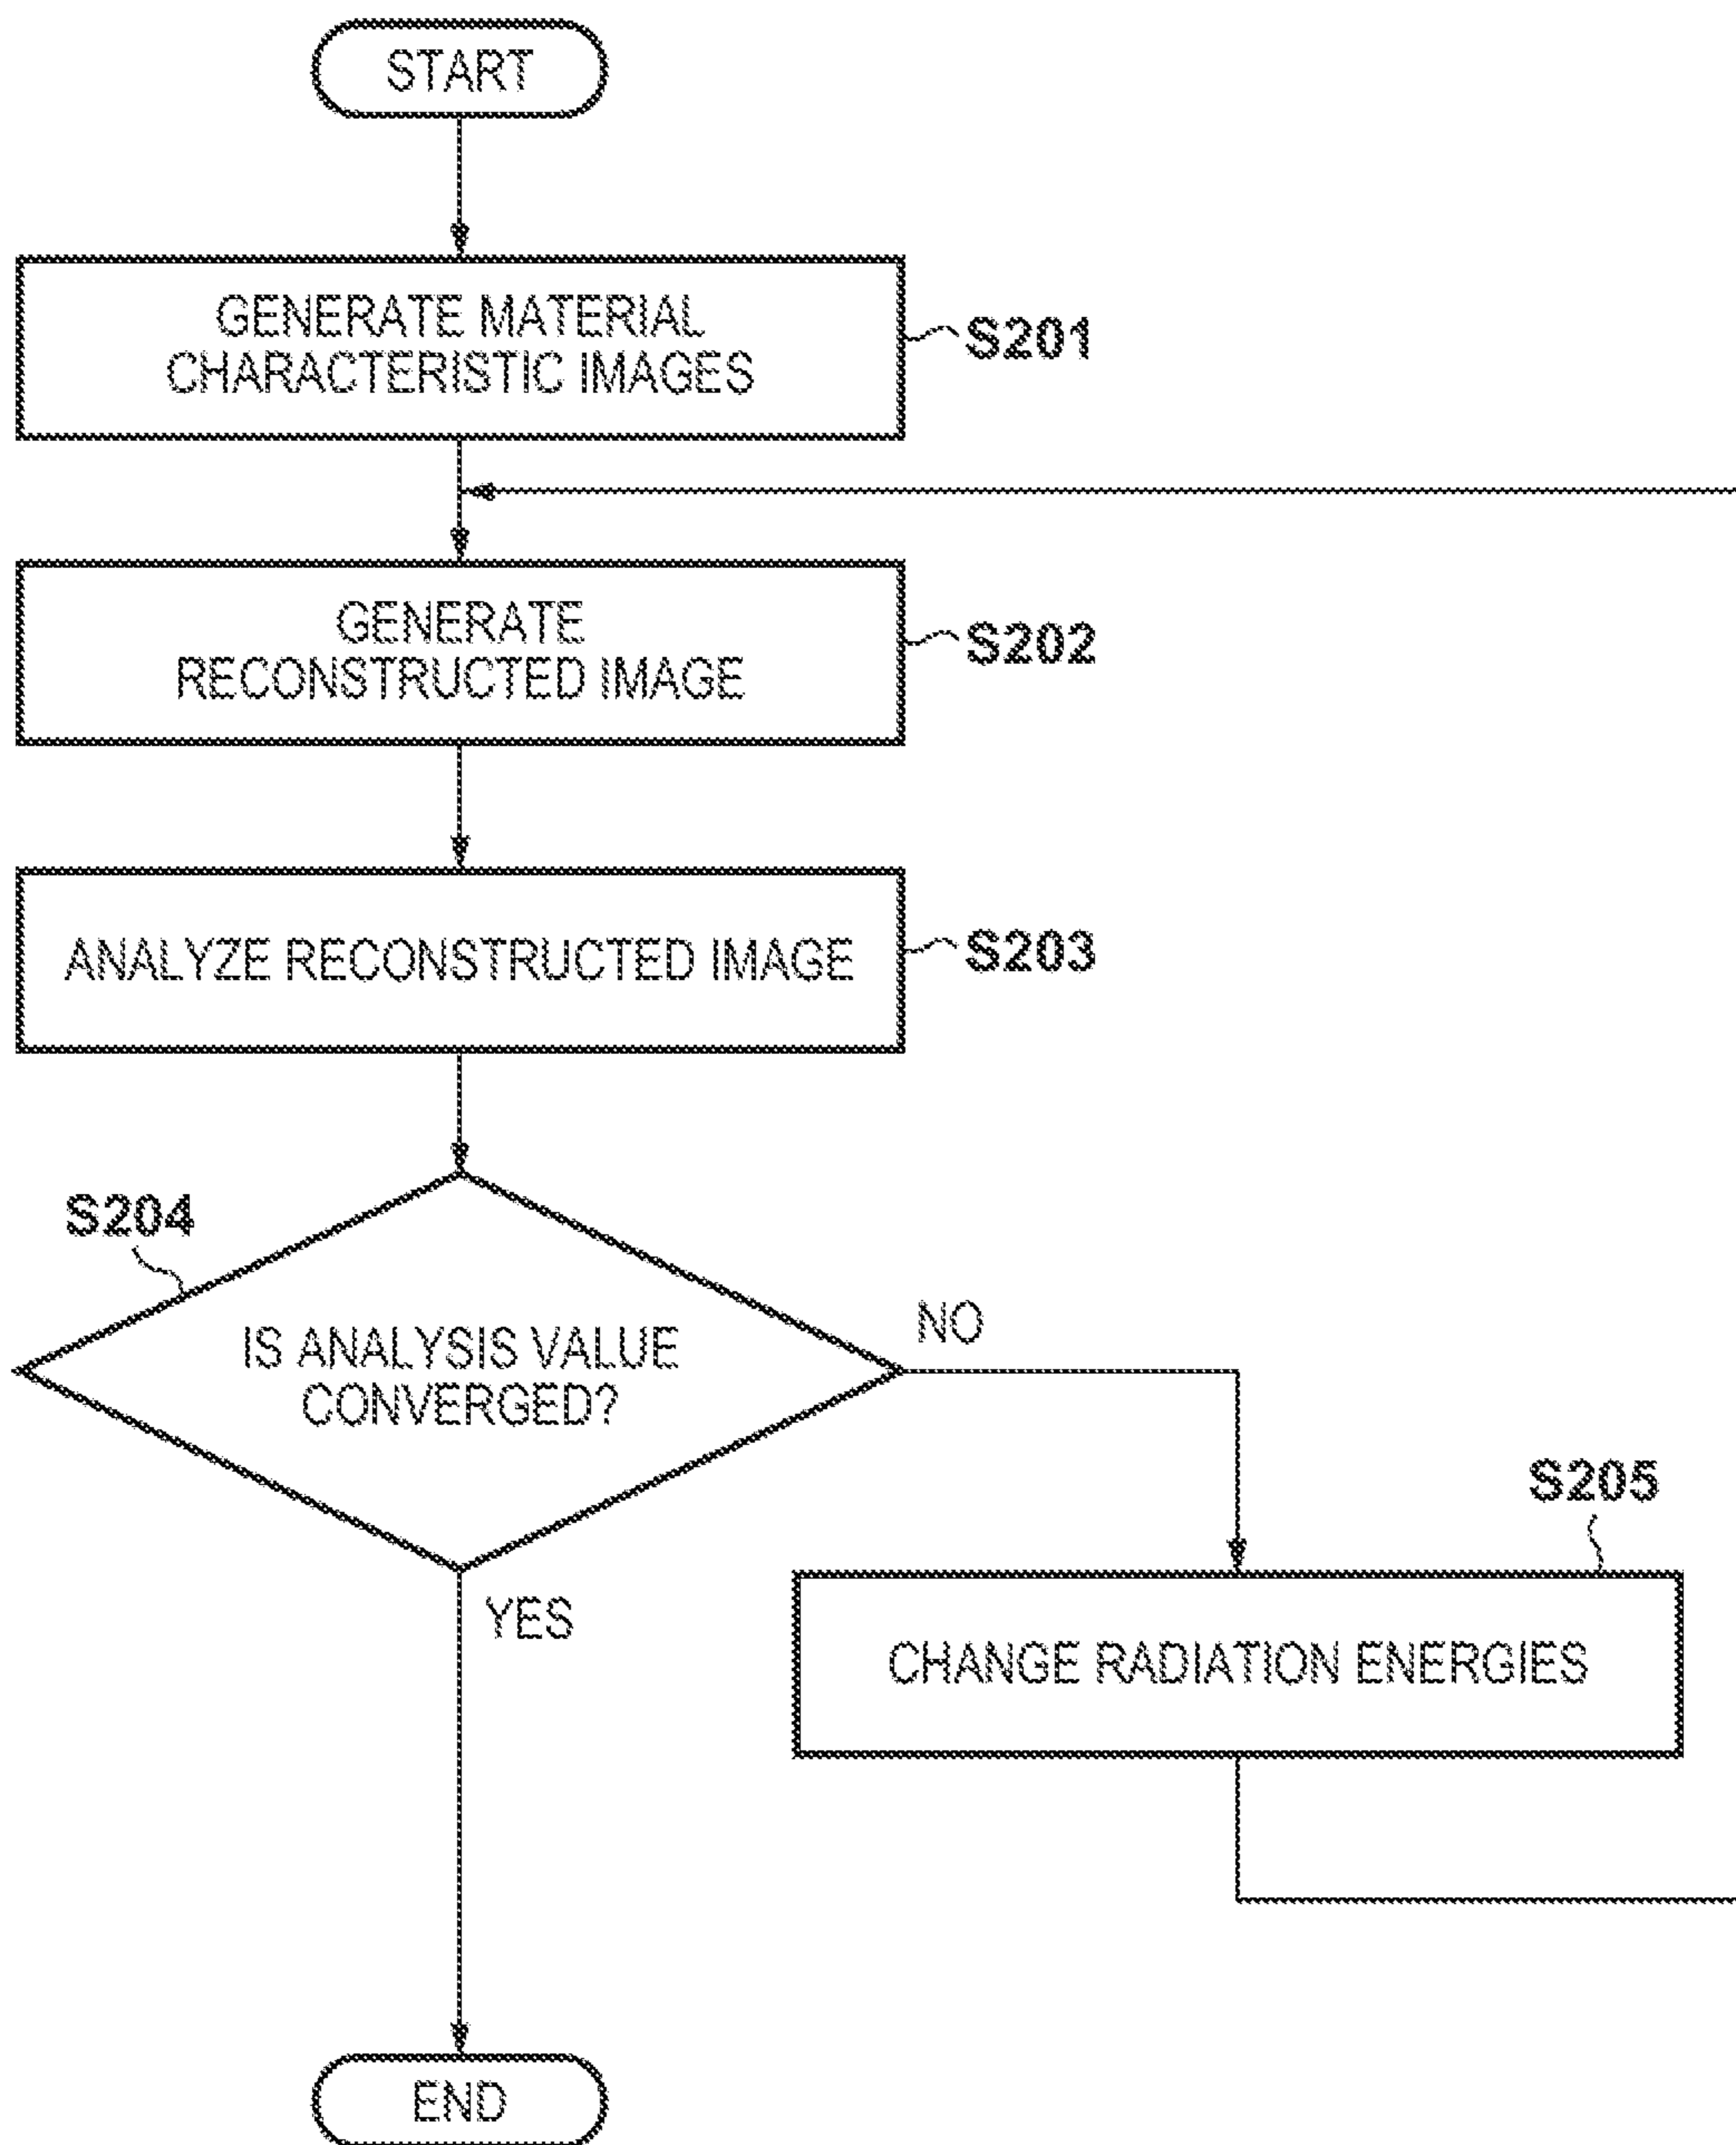 START
GENERATE MATERIAL
CHARACTERISTIC IMAGES
S201
GENERATE
RECONSTRUCTED IMAGE
S202
ANALYZE RECONSTRUCTED IMAGE
S203
S204
IS ANALYSIS VALUE
CONVERGED?
NO
YES
S205
CHANGE RADIATION ENERGIES
END